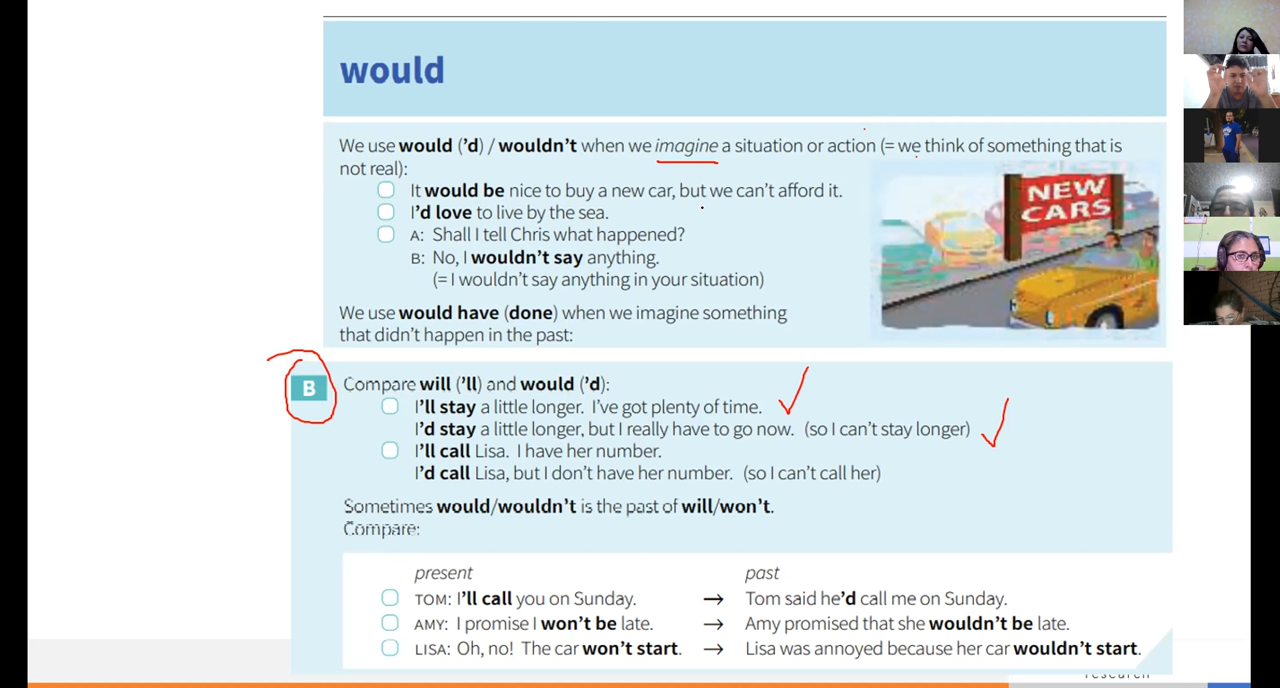 would
We use would ('d) / wouldn't when we imagine a situation or action (= we think of something that is
not real):
It would be nice to buy a new car, but we can't afford it.
I'd love to live by the sea.
A: Shall I tell Chris what happened?
B: No, I wouldn't say anything.
(= I wouldn't say anything in your situation)
We use would have (done) when we imagine something
that didn't happen in the past:
NEW
CARS
B Compare will ('ll) and would ('d):
I'll stay a little longer. I've got plenty of time.
I'd stay a little longer, but I really have to go now. (so I can't stay longer)
I'll call Lisa. I have her number.
I'd call Lisa, but I don't have her number. (so I can't call her)
Sometimes would/wouldn't is the past of will/won't.
Compare:
present past
TOM: I'll call you on Sunday. → Tom said he'd call me on Sunday.
AMY: I promise I won't be late. → Amy promised that she wouldn't be late.
LISA: Oh, no! The car won't start. → Lisa was annoyed because her car wouldn't start.
research